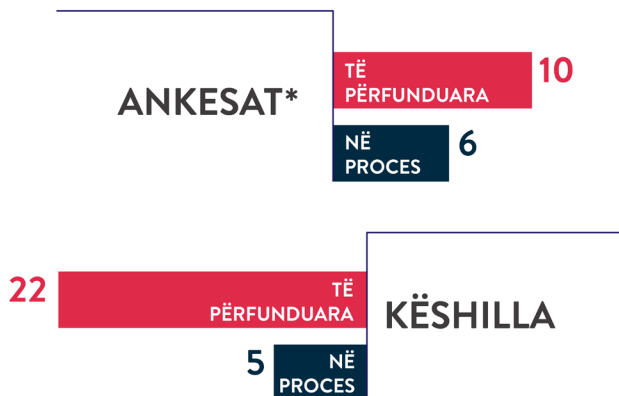 ANKESAT*
TË
PËRFUNDUARA
10
NË
PROCES
6
22
TË
PËRFUNDUARA
KËSHILLA
5
NË
PROCES